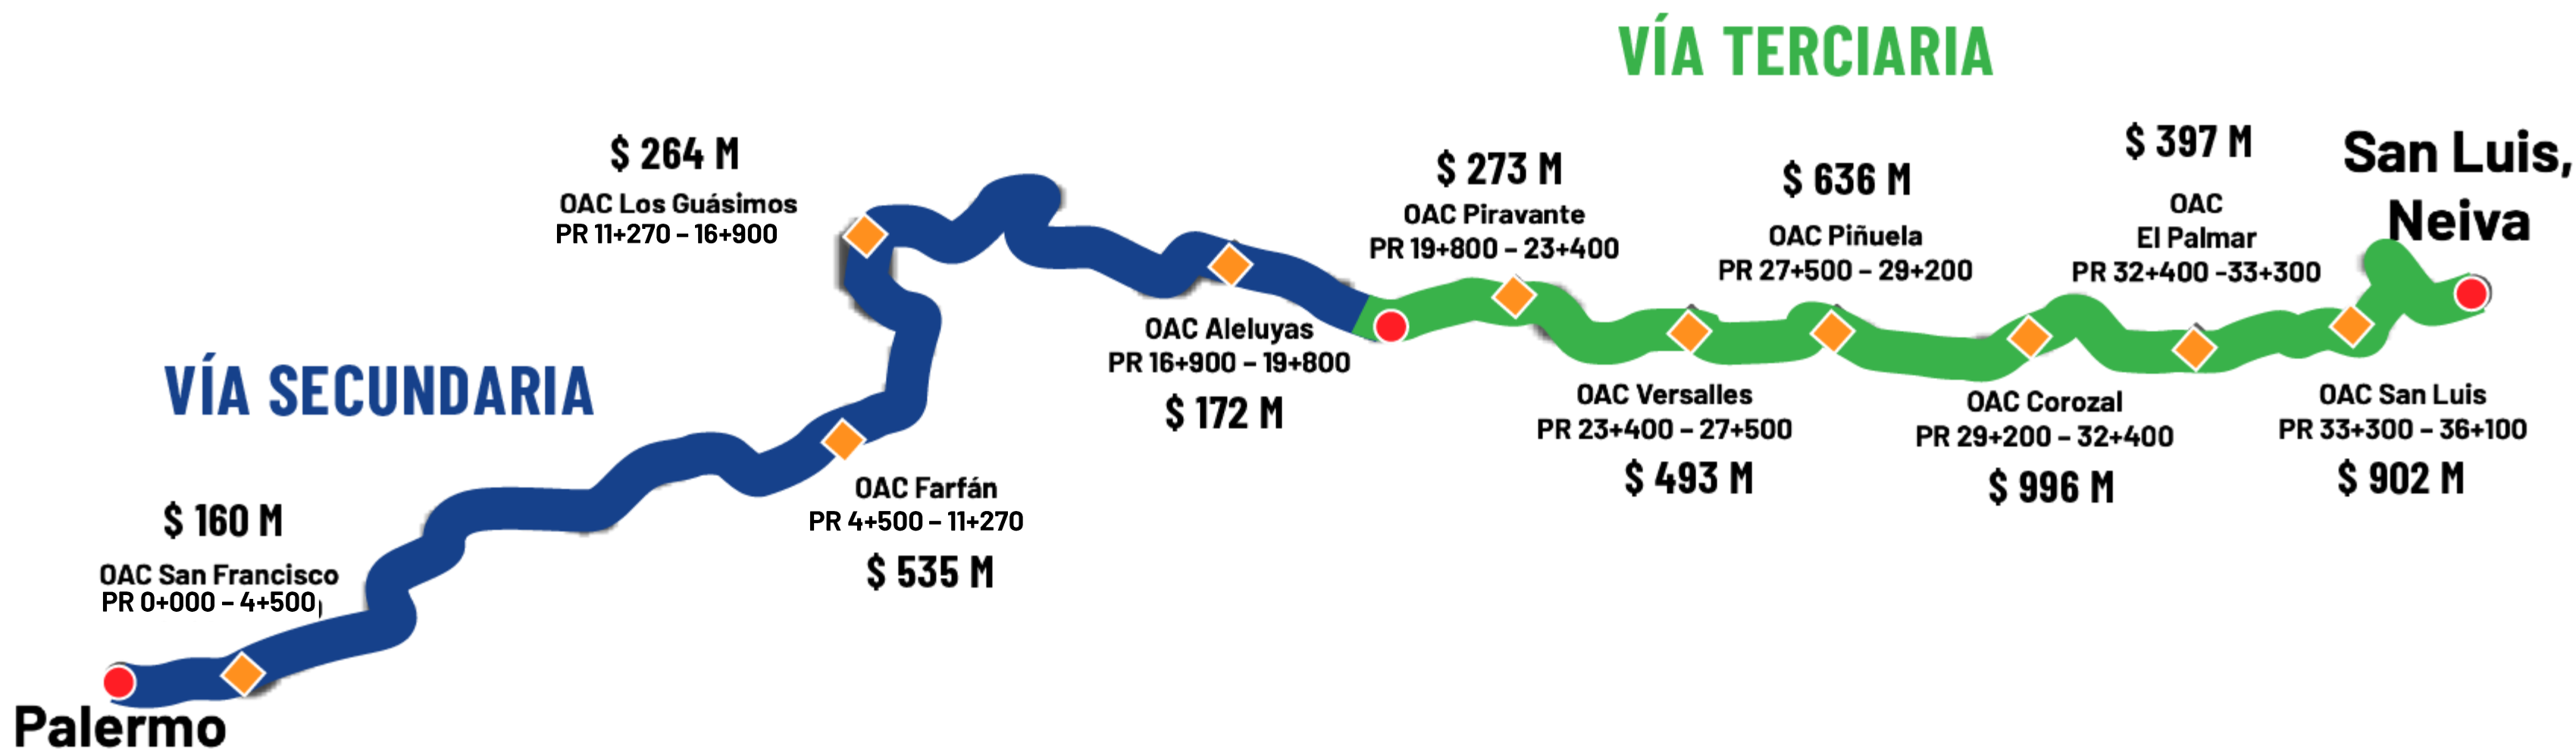 VÍA TERCIARIA
$ 264 M
OAC Los Guásimos
PR 11+270 – 16+900
$ 273 M
OAC Piravante
PR 19+800 – 23+400
$ 636 M
OAC Piñuela
PR 27+500 – 29+200
$ 397 M
OAC
El Palmar
PR 32+400 –33+300
San Luis,
Neiva
VÍA SECUNDARIA
OAC Aleluyas
PR 16+900 – 19+800
$ 172 M
OAC Versalles
PR 23+400 – 27+500
$ 493 M
OAC Corozal
PR 29+200 – 32+400
$ 996 M
OAC San Luis
PR 33+300 – 36+100
$ 902 M
$ 160 M
OAC San Francisco
PR 0+000 – 4+500
OAC Farfán
PR 4+500 – 11+270
$ 535 M
Palermo